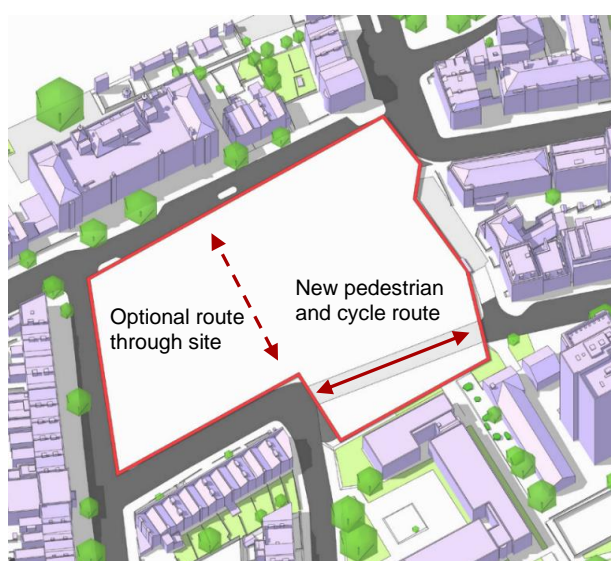 Optional route
through site
New pedestrian
and cycle route